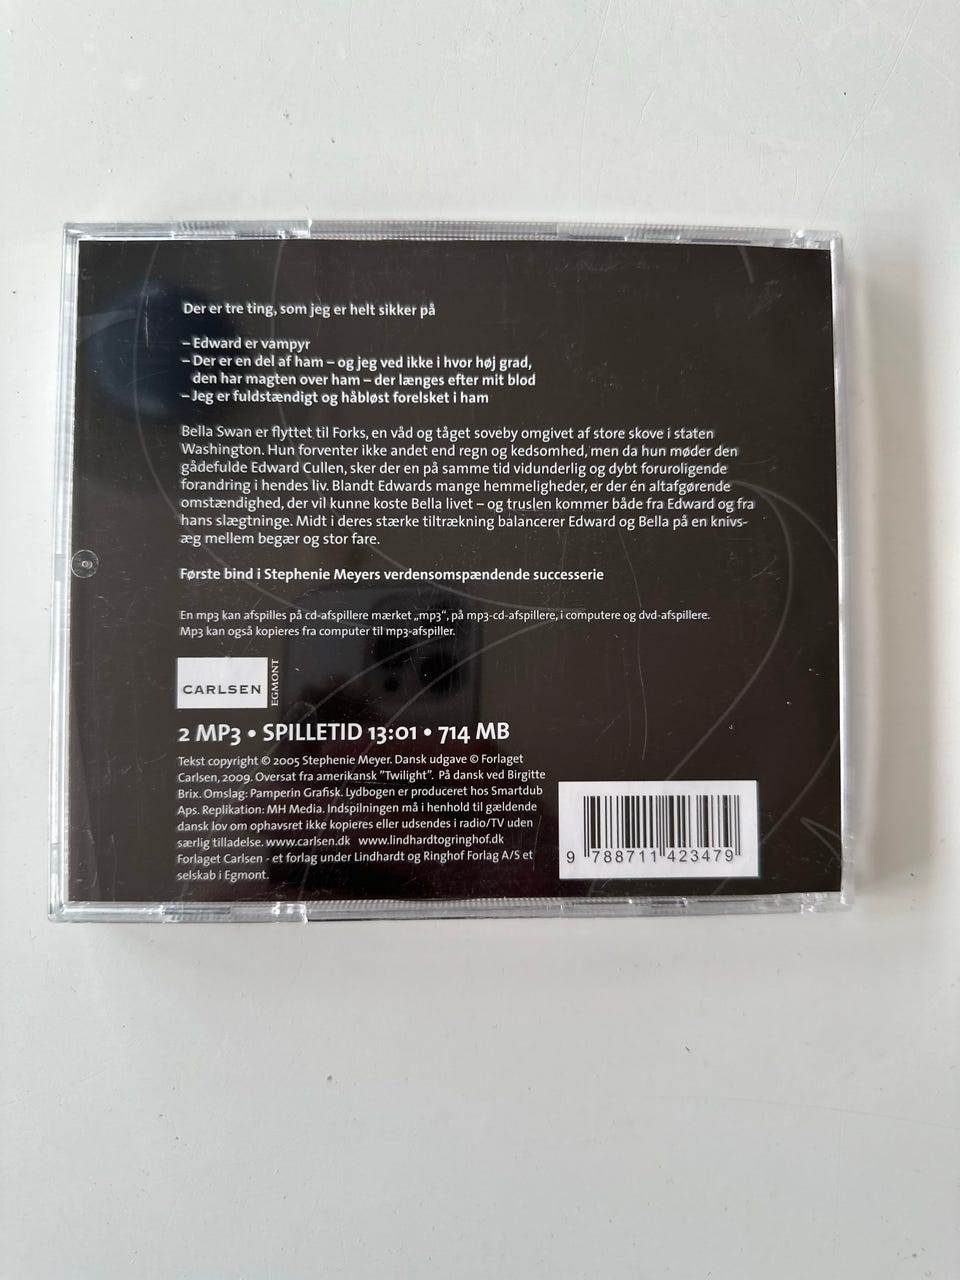 Der er tre ting, som jeg er helt sikker på
– Edward er vampyr
– Der er en del af ham – og jeg ved ikke i hvor høj grad,
den har magten over ham – der længes efter mit blod
– Jeg er fuldstændigt og håbløst forelsket i ham
Bella Swan er flyttet til Forks, en våd og tåget soveby omgivet af store skove i staten
Washington. Hun forventer ikke andet end regn og kedsomhed, men da hun møder den
gådefulde Edward Cullen, sker der en på samme tid vidunderlig og dybt foruroligende
forandring i hendes liv. Blandt Edwards mange hemmeligheder, er der én altafgørende
omstændighed, der vil kunne koste Bella livet – og truslen kommer både fra Edward og fra
hans slægtninge. Midt i deres stærke tiltrækning balancerer Edward og Bella på en knivs-
æg mellem begær og stor fare.
Første bind i Stephenie Meyers verdensomspændende successerie
En mp3 kan afspilles på cd-afspillere mærket „mp3“, på mp3-cd-afspillere, i computere og dvd-afspillere.
Mp3 kan også kopieres fra computer til mp3-afspiller.
CARLSEN
EGMONT
2 MP3 • SPILLETID 13:01 • 714 MB
Tekst copyright © 2005 Stephenie Meyer. Dansk udgave © Forlaget
Carlsen, 2009. Oversat fra amerikansk ”Twilight”. På dansk ved Birgitte
Brix. Omslag: Pamperin Grafisk. Lydbogen er produceret hos Smartdub
Aps. Replikation: MH Media. Indspilningen må i henhold til gældende
dansk lov om ophavsret ikke kopieres eller udsendes i radio/TV uden
særlig tilladelse. www.carlsen.dk www.lindhardtogringhof.dk
Forlaget Carlsen - et forlag under Lindhardt og Ringhof Forlag A/S et
selskab i Egmont.
9 788711 423479